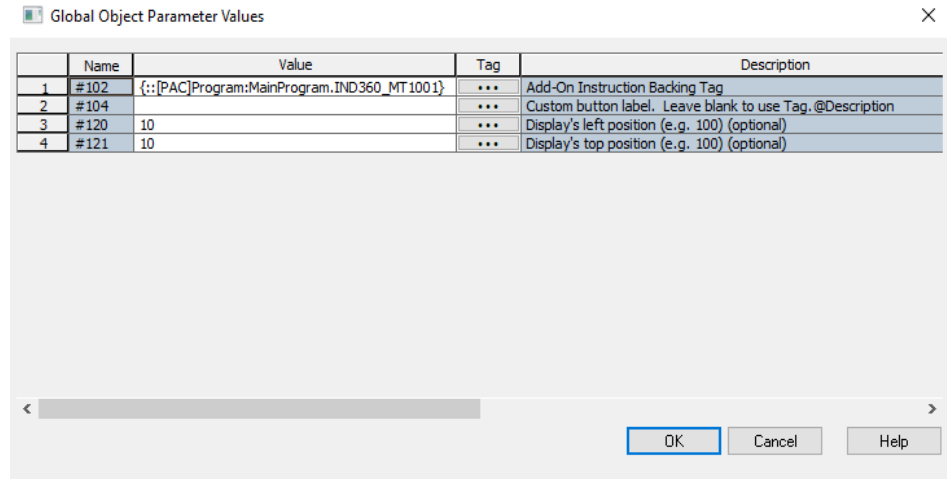 Global Object Parameter Values
Name Value Tag Description
1 #102 {::[PAC]Program:MainProgram.IND360_MT1001} ... Add-On Instruction Backing Tag
2 #104 ... Custom button label. Leave blank to use Tag.@Description
3 #120 10 ... Display's left position (e.g. 100) (optional)
4 #121 10 ... Display's top position (e.g. 100) (optional)
OK Cancel Help